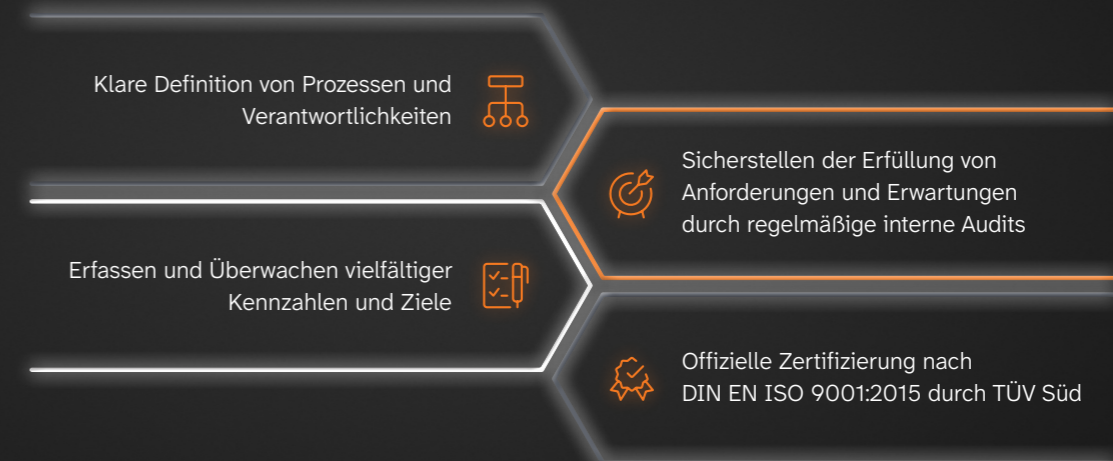 Klare Definition von Prozessen und
Verantwortlichkeiten
Sicherstellen der Erfüllung von
Anforderungen und Erwartungen
durch regelmäßige interne Audits
Erfassen und Überwachen vielfältiger
Kennzahlen und Ziele
Offizielle Zertifizierung nach
DIN EN ISO 9001:2015 durch TÜV Süd